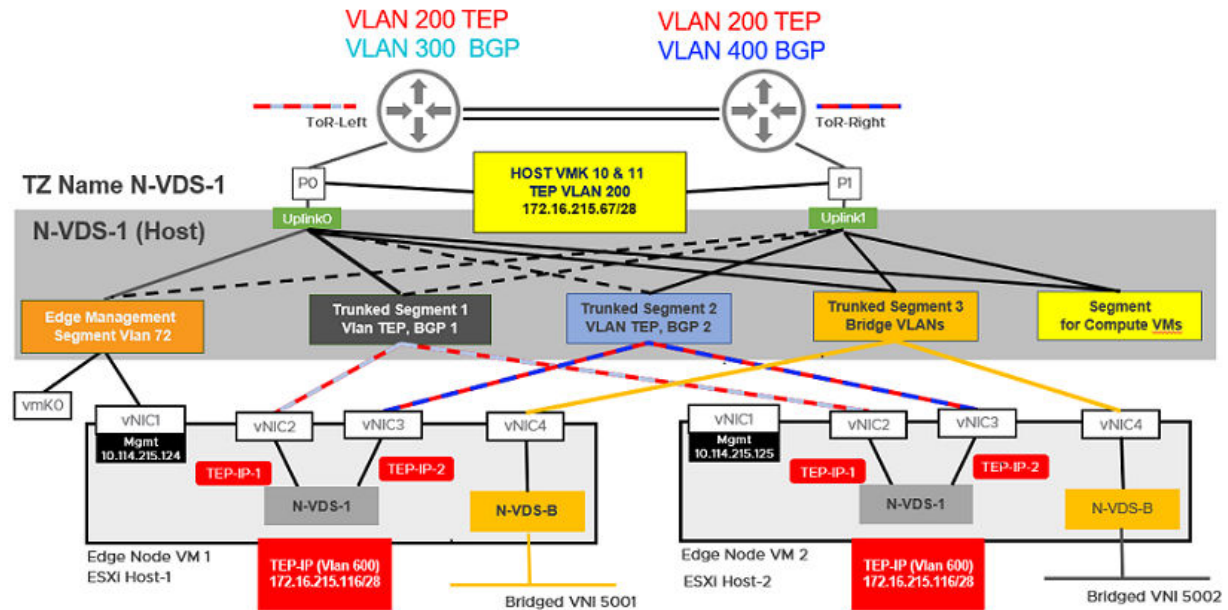 VLAN 200 TEP
VLAN 300 BGP
VLAN 200 TEP
VLAN 400 BGP
ToR-Left
ToR-Right
TZ Name N-VDS-1
P0
HOST VMK 10 & 11
TEP VLAN 200
172.16.215.67/28
P1
N-VDS-1 (Host)
Uplink0
Uplink1
Edge Management
Segment Vlan 72
Trunked Segment 1
Vlan TEP, BGP 1
Trunked Segment 2
VLAN TEP, BGP 2
Trunked Segment 3
Bridge VLANs
Segment
for Compute VMs
vmK0
vNIC1
Mgmt
10.114.215.124
vNIC2
vNIC3
vNIC4
TEP-IP-1
TEP-IP-2
N-VDS-1
N-VDS-B
Edge Node VM 1
ESXi Host-1
TEP-IP (Vlan 600)
172.16.215.116/28
Bridged VNI 5001
vNIC1
Mgmt
10.114.215.125
vNIC2
vNIC3
vNIC4
TEP-IP-1
TEP-IP-2
N-VDS-1
N-VDS-B
Edge Node VM 2
ESXi Host-2
TEP-IP (Vlan 600)
172.16.215.116/28
Bridged VNI 5002